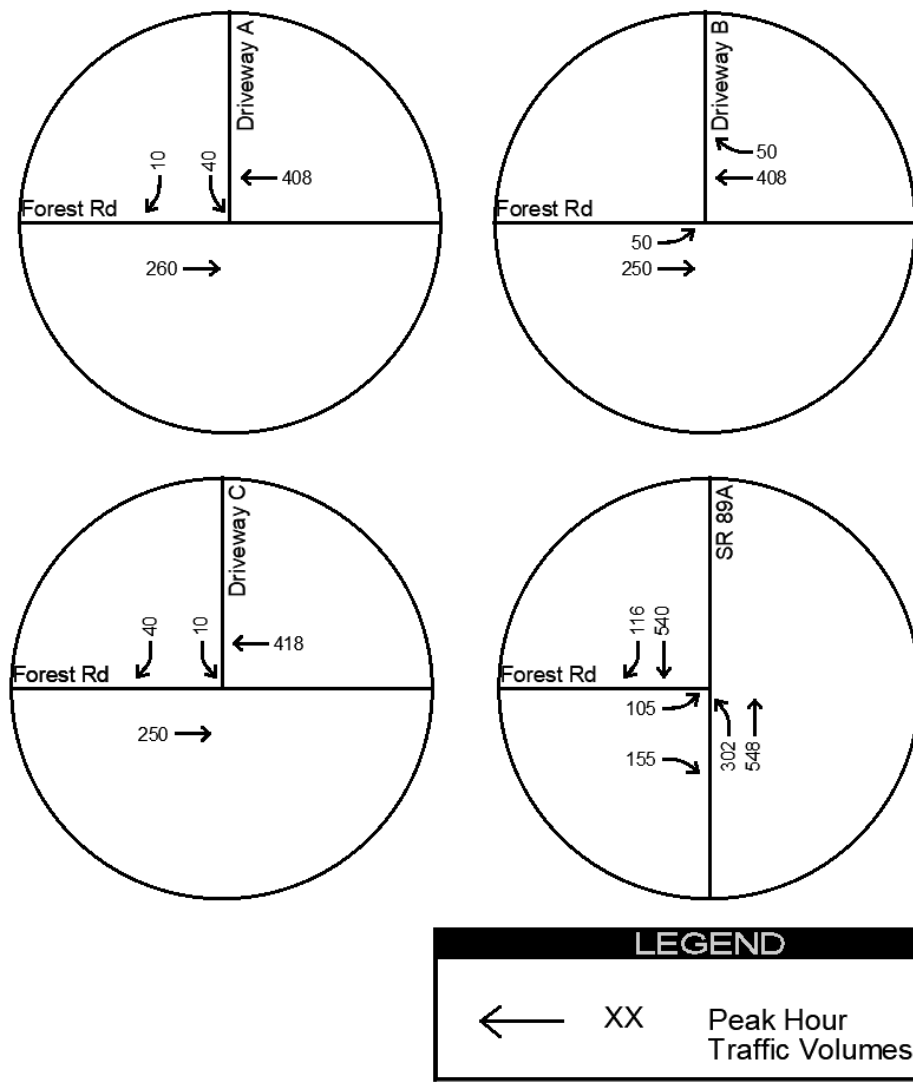 Driveway A
10
40
408
Forest Rd
260
Driveway B
50
408
Forest Rd
50
250
Driveway C
40
10
418
Forest Rd
250
SR 89A
116
540
Forest Rd
105
155
302
548
LEGEND
XX
Peak Hour
Traffic Volumes